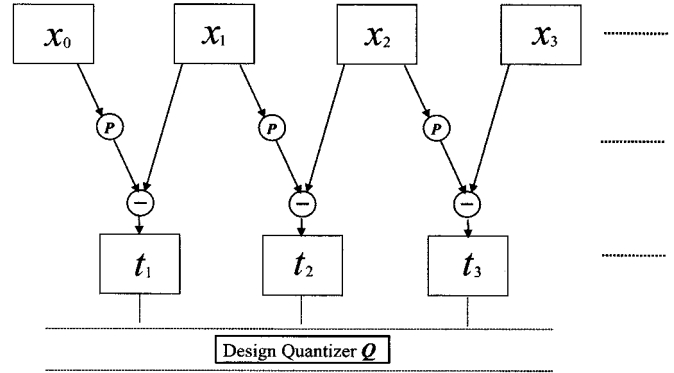 x₀ x₁ x₂ x₃
P P P
− − −
t₁ t₂ t₃
Design Quantizer Q